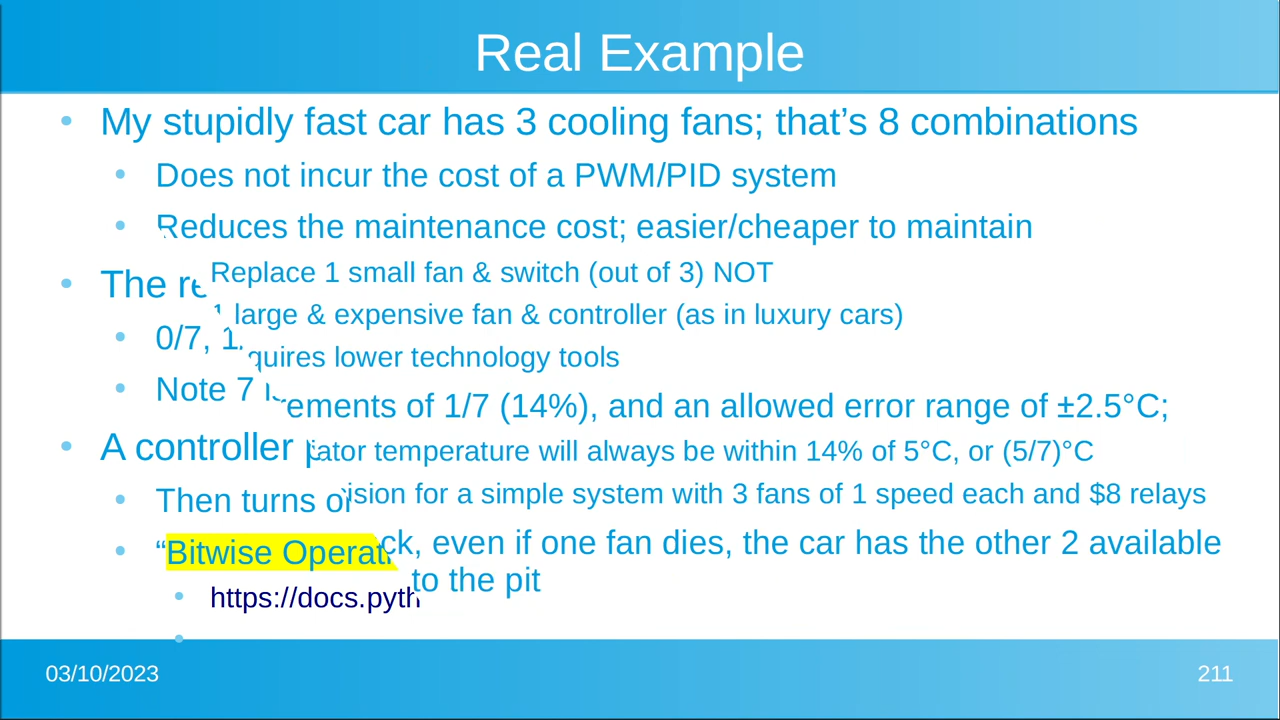 Real Example
My stupidly fast car has 3 cooling fans; that’s 8 combinations
Does not incur the cost of a PWM/PID system
Reduces the maintenance cost; easier/cheaper to maintain
Replace 1 small fan & switch (out of 3) NOT
The
1 large & expensive fan & controller (as in luxury cars)
0/7,
quires lower technology tools
Note 7
ements of 1/7 (14%), and an allowed error range of ±2.5°C;
A controller
iator temperature will always be within 14% of 5°C, or (5/7)°C
Then turns
ision for a simple system with 3 fans of 1 speed each and $8 relays
“Bitwise Operati
ck, even if one fan dies, the car has the other 2 available
to the pit
https://docs.pyth
03/10/2023
211